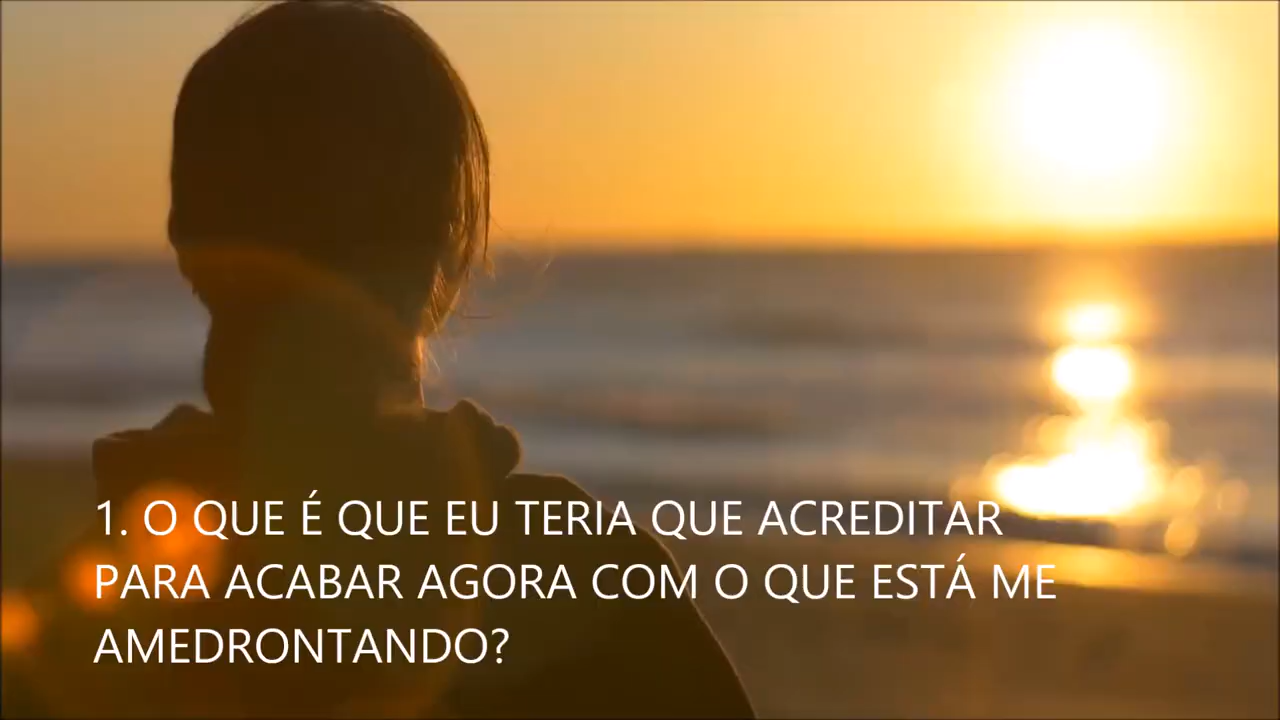 1. O QUE É QUE EU TERIA QUE ACREDITAR
PARA ACABAR AGORA COM O QUE ESTÁ ME
AMEDRONTANDO?